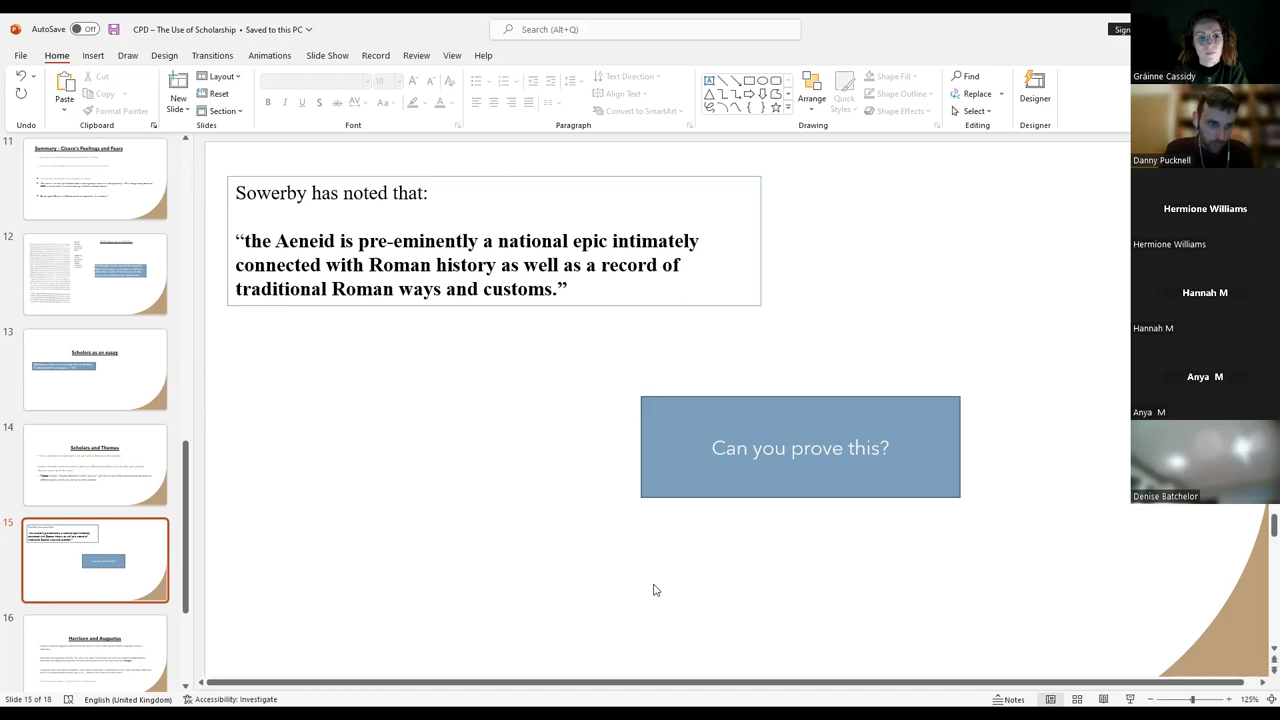 AutoSave Off CPD – The Use of Scholarship • Saved to this PC Search (Alt+Q) Sign
File Home Insert Draw Design Transitions Animations Slide Show Record Review View Help
Cut
Copy
Format Painter
Paste
Undo
Clipboard
New
Slide
Layout
Reset
Section
Slides
10
Font
Text Direction
Align Text
Convert to SmartArt
Paragraph
Arrange
Quick
Styles
Shape Fill
Shape Outline
Shape Effects
Drawing
Find
Replace
Select
Editing
Designer
Designer
11
Summary - Cicero's Feelings and Fears
12
13
Scholars as an essay
14
Scholars and Themes
15
16
Harrison and Augustus
Sowerby has noted that:
“the Aeneid is pre-eminently a national epic intimately
connected with Roman history as well as a record of
traditional Roman ways and customs.”
Can you prove this?
Gráinne Cassidy
Danny Pucknell
Hermione Williams
Hermione Williams
Hannah M
Hannah M
Anya M
Anya M
Denise Batchelor
Slide 15 of 18 English (United Kingdom) Accessibility: Investigate Notes 125%